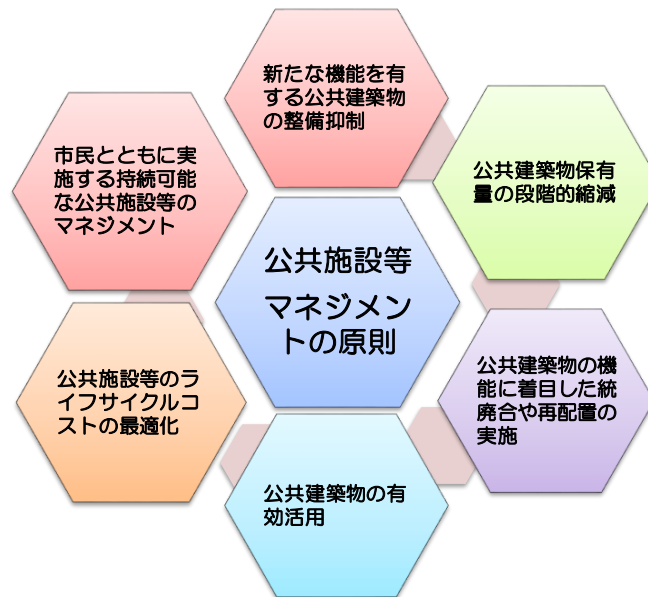 新たな機能を有
する公共建築物
の整備抑制
公共建築物保有
量の段階的縮減
公共建築物の機
能に着目した統
廃合や再配置の
実施
公共建築物の有
効活用
公共施設等のラ
イフサイクルコ
ストの最適化
市民とともに実
施する持続可能
な公共施設等の
マネジメント
公共施設等
マネジメン
トの原則